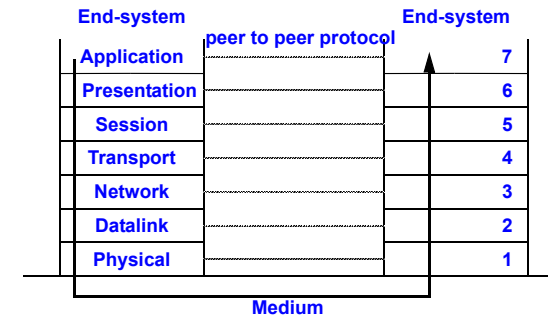 End-system End-system
peer to peer protocol
Application 7
Presentation 6
Session 5
Transport 4
Network 3
Datalink 2
Physical 1
Medium